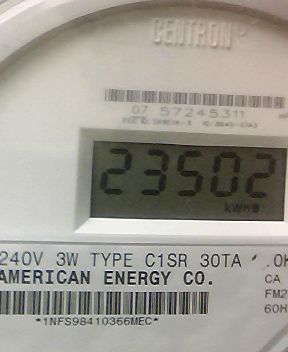 CENTRON
07 57245311
23502
kWh
240V 3W TYPE C1SR 30TA
AMERICAN ENERGY CO.
CA
FM2
60H
*1NFS98410366MEC*